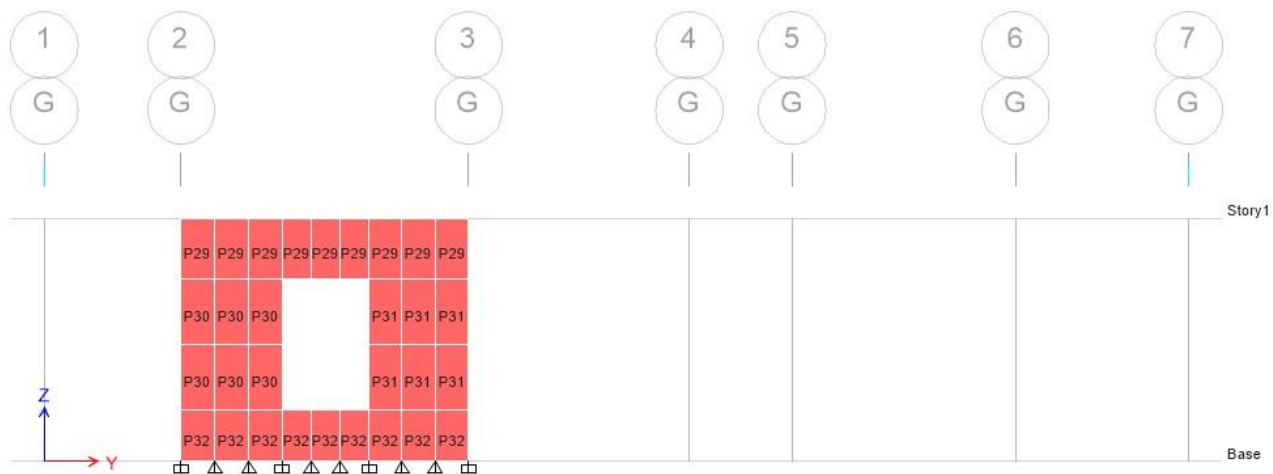 1 2 3 4 5 6 7
G G G G G G G
Story1
P29 P29 P29 P29 P29 P29 P29 P29 P29
P30 P30 P30 P31 P31 P31
P30 P30 P30 P31 P31 P31
Z
P32 P32 P32 P32 P32 P32 P32 P32 P32
Base
Y